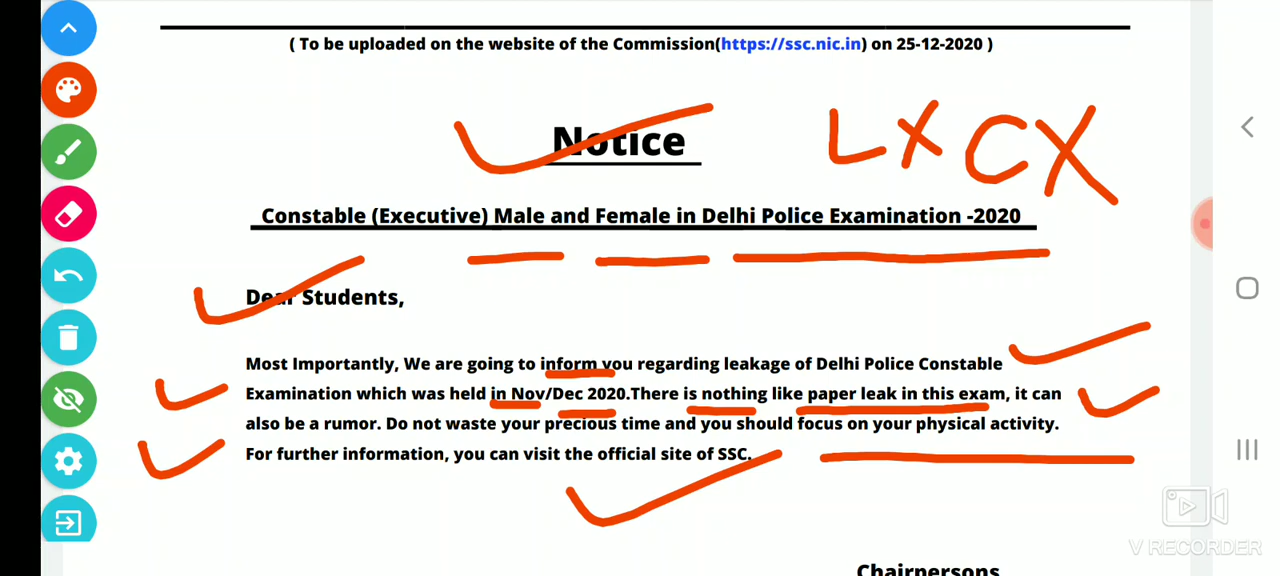 ( To be uploaded on the website of the Commission(https://ssc.nic.in) on 25-12-2020 )
Notice
L X C X
Constable (Executive) Male and Female in Delhi Police Examination -2020
Dear Students,
Most Importantly, We are going to inform you regarding leakage of Delhi Police Constable
Examination which was held in Nov/Dec 2020.There is nothing like paper leak in this exam, it can
also be a rumor. Do not waste your precious time and you should focus on your physical activity.
For further information, you can visit the official site of SSC.
V RECORDER
Chairpersons